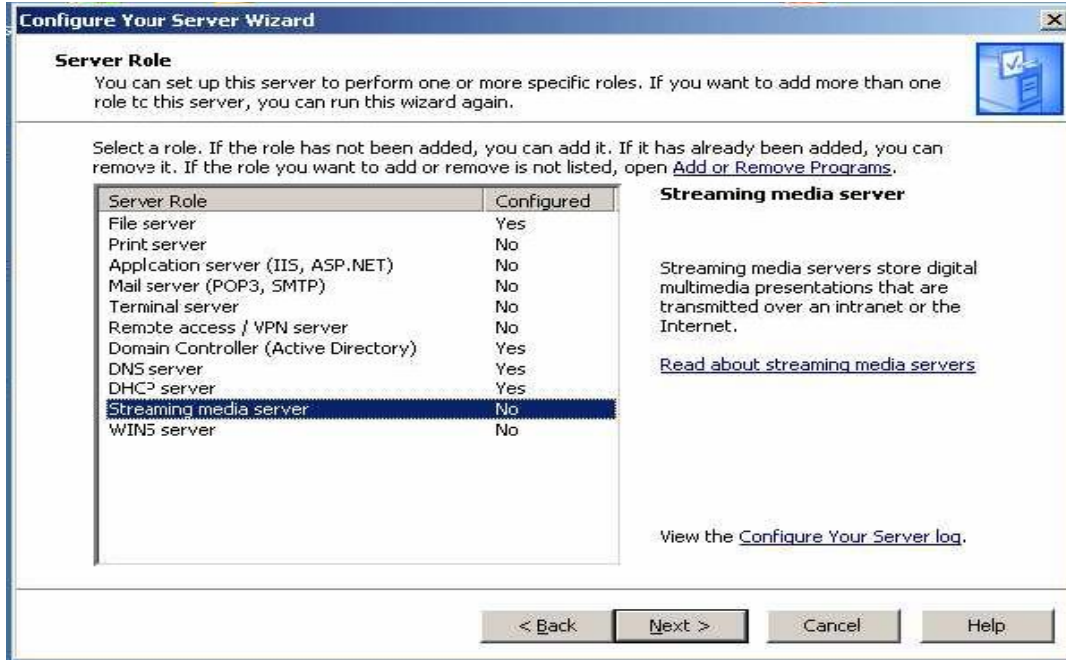 Configure Your Server Wizard
Server Role
You can set up this server to perform one or more specific roles. If you want to add more than one
role to this server, you can run this wizard again.
Select a role. If the role has not been added, you can add it. If it has already been added, you can
remove it. If the role you want to add or remove is not listed, open Add or Remove Programs.
Server Role Configured
File server Yes
Print server No
Application server (IIS, ASP.NET) No
Mail server (POP3, SMTP) No
Terminal server No
Remote access / VPN server No
Domain Controller (Active Directory) Yes
DNS server Yes
DHCP server Yes
Streaming media server No
WINS server No
Streaming media server
Streaming media servers store digital
multimedia presentations that are
transmitted over an intranet or the
Internet.
Read about streaming media servers
View the Configure Your Server log.
< Back Next > Cancel Help